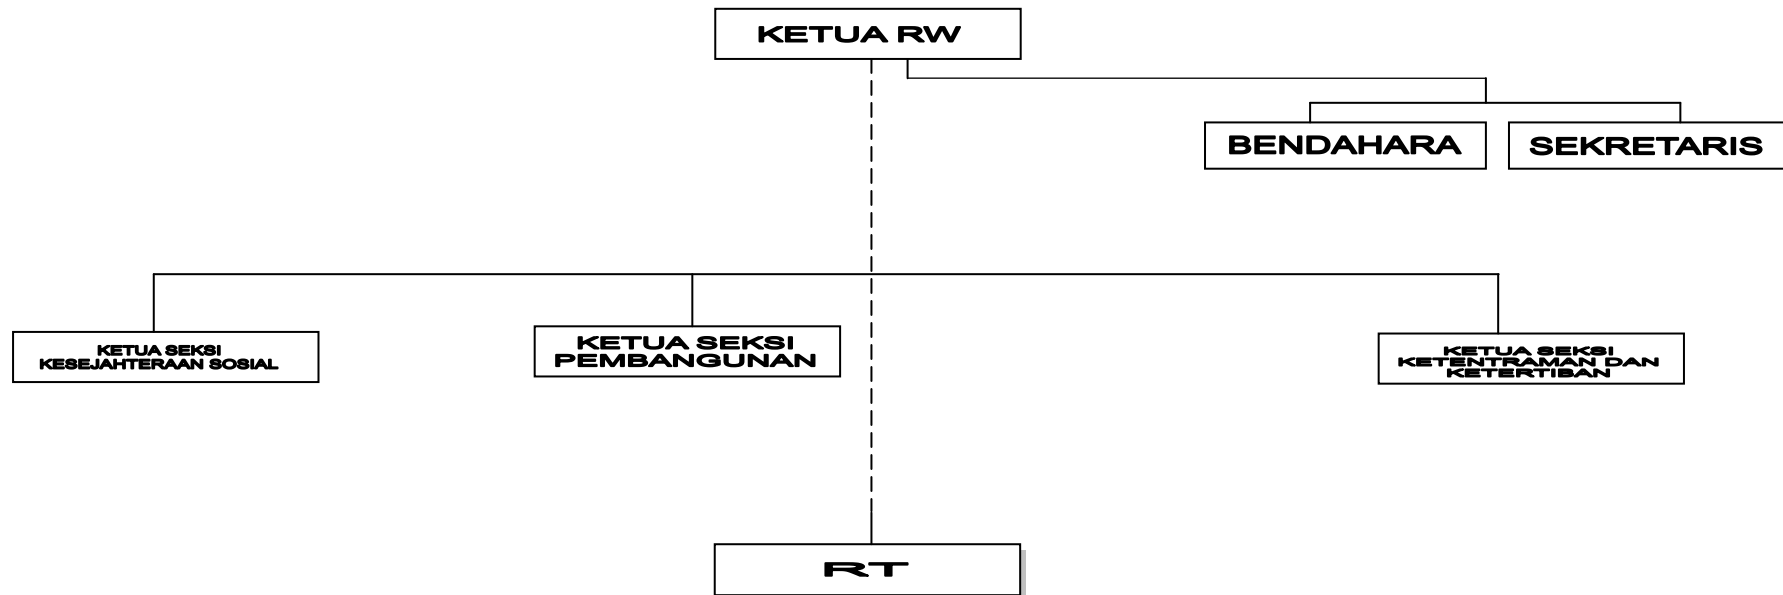 KETUA RW
BENDAHARA
SEKRETARIS
KETUA SEKSI
KESEJAHTERAAN SOSIAL
KETUA SEKSI
PEMBANGUNAN
KETUA SEKSI
KETENTRAMAN DAN
KETERTIBAN
RT